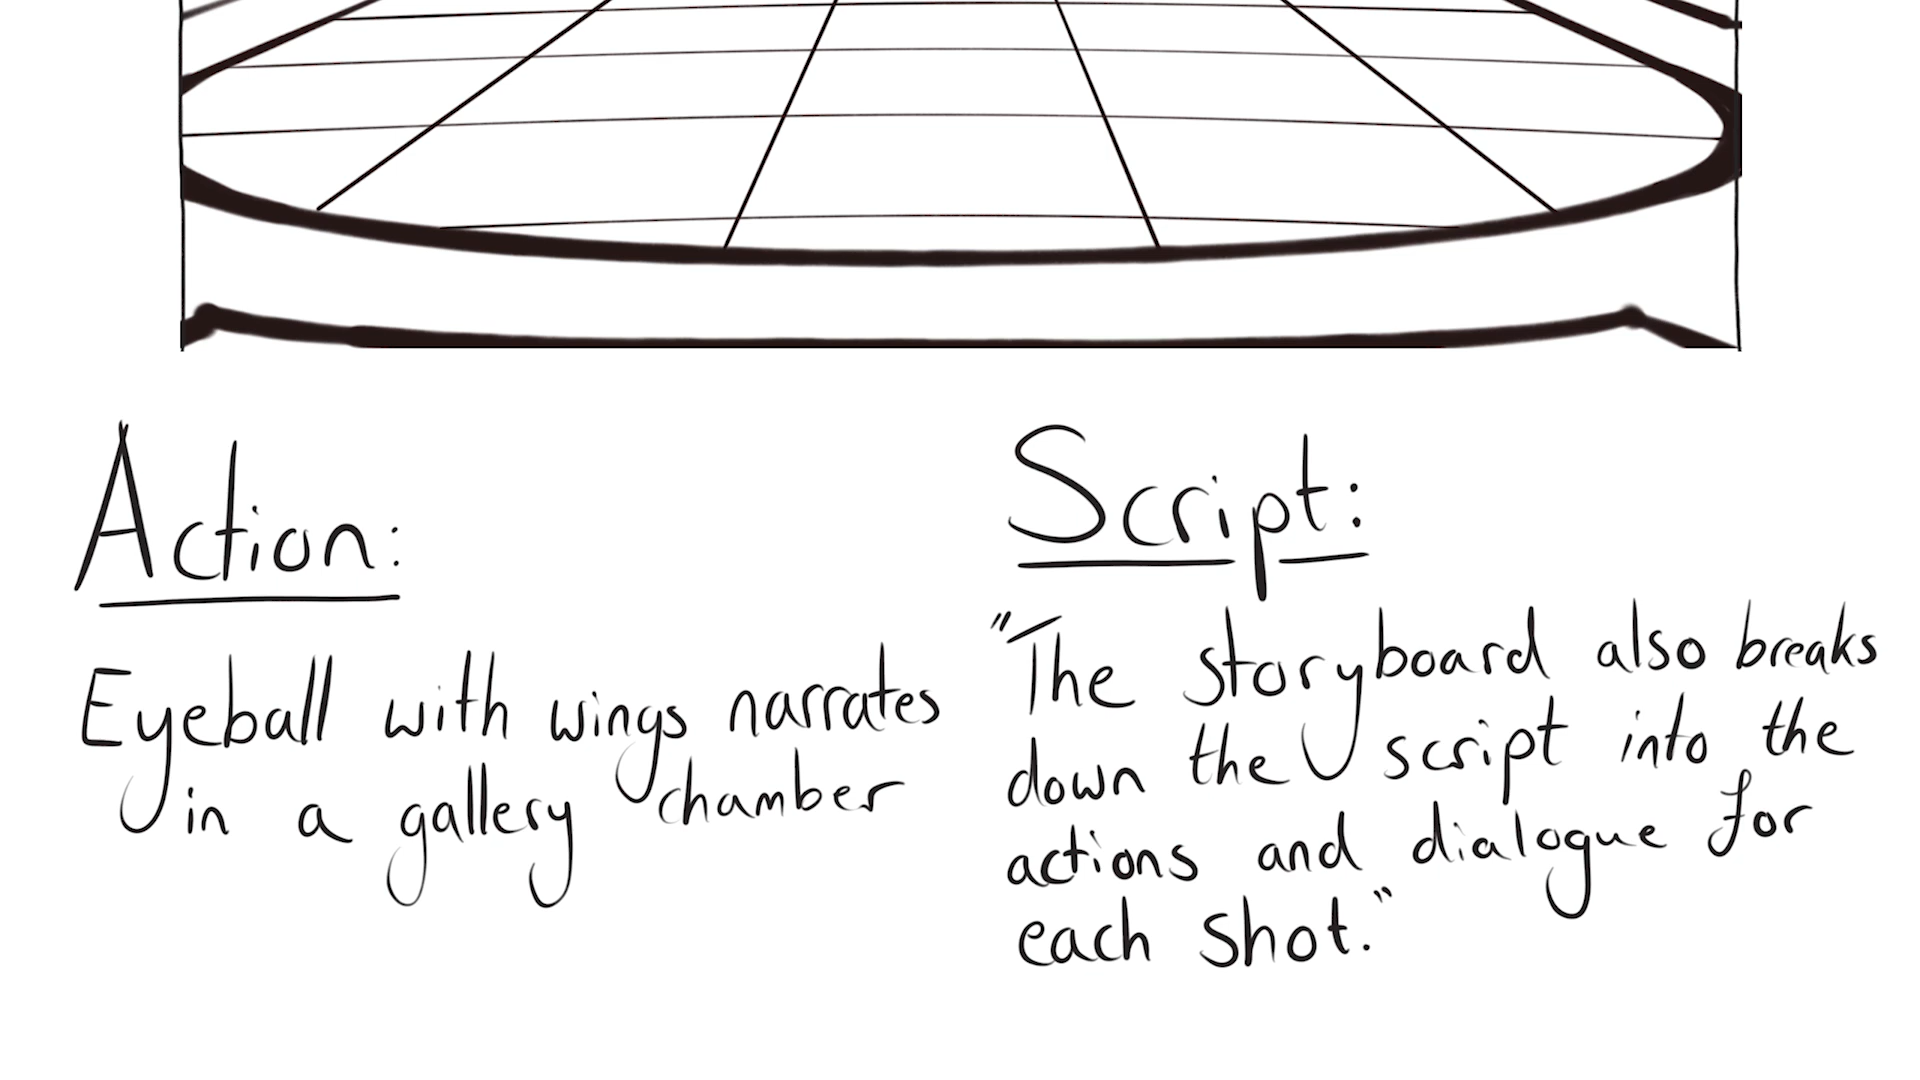 Action:
Eyeball with wings narrates
in a gallery chamber
Script:
"The storyboard also breaks
down the script into the
actions and dialogue for
each shot."